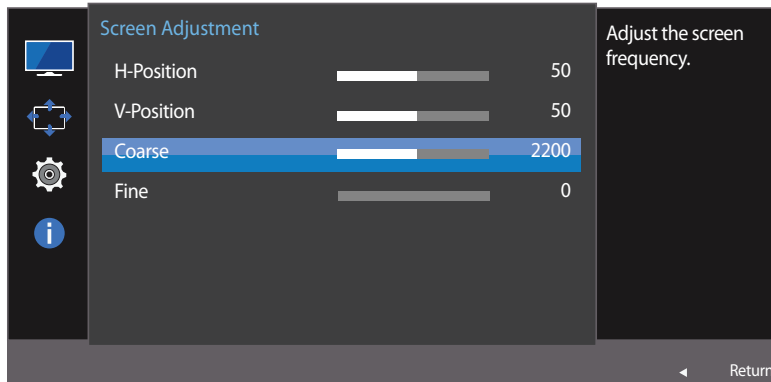 Screen Adjustment
H-Position 50
V-Position 50
Coarse 2200
Fine 0
Adjust the screen
frequency.
i
◄ Return